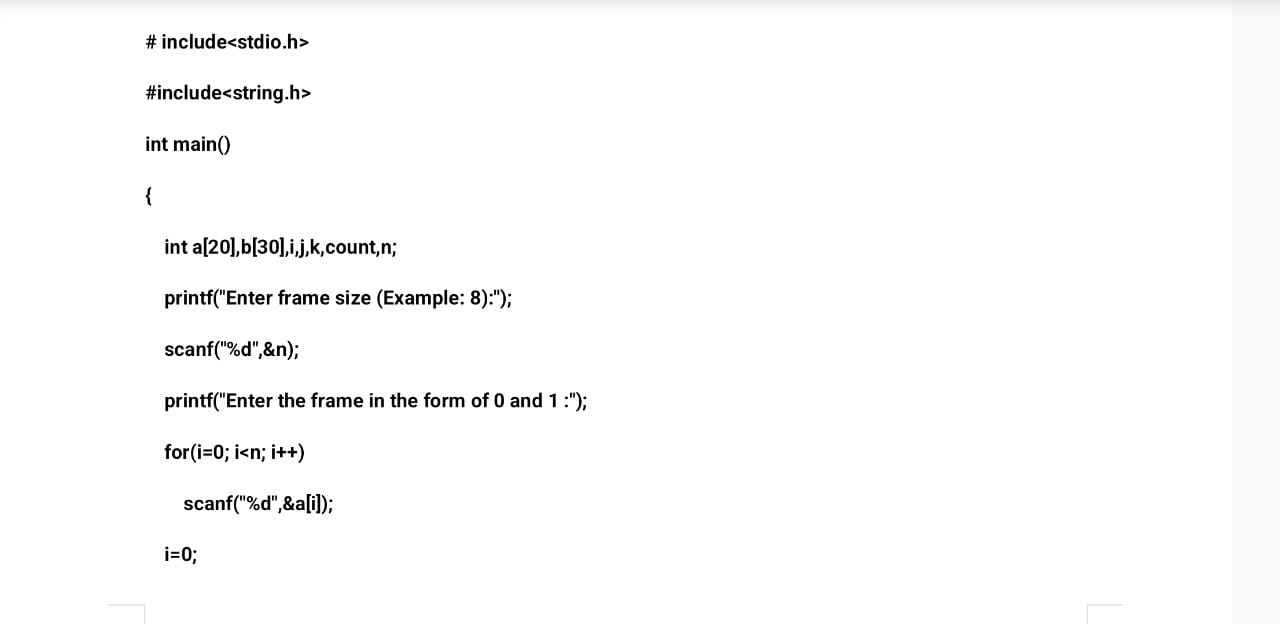 # include<stdio.h>
#include<string.h>
int main()
{
int a[20],b[30],i,j,k,count,n;
printf("Enter frame size (Example: 8):");
scanf("%d",&n);
printf("Enter the frame in the form of 0 and 1 :");
for(i=0; i<n; i++)
scanf("%d",&a[i]);
i=0;